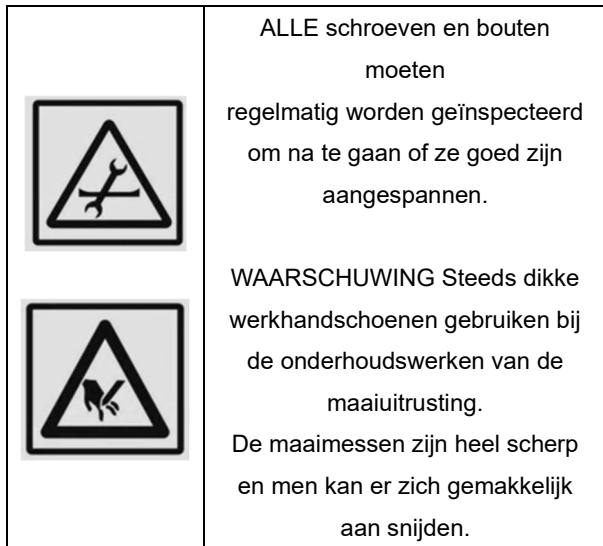 ALLE schroeven en bouten
moeten
regelmatig worden geïnspecteerd
om na te gaan of ze goed zijn
aangespannen.
WAARSCHUWING Steeds dikke
werkhandschoenen gebruiken bij
de onderhoudswerken van de
maaiuitrusting.
De maaimessen zijn heel scherp
en men kan er zich gemakkelijk
aan snijden.